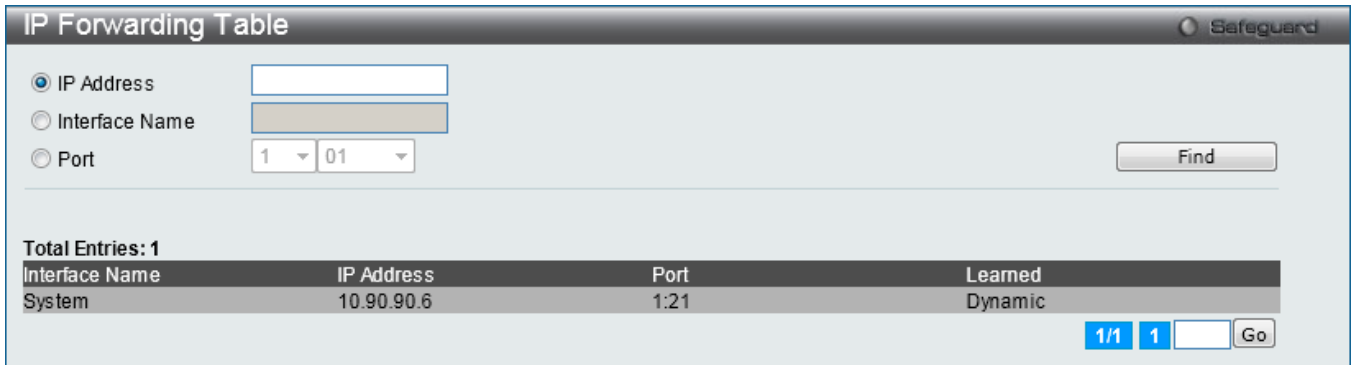 IP Forwarding Table Safeguard
IP Address
Interface Name
Port 1 01 Find
Total Entries: 1
Interface Name IP Address Port Learned
System 10.90.90.6 1:21 Dynamic
1/1 1 Go